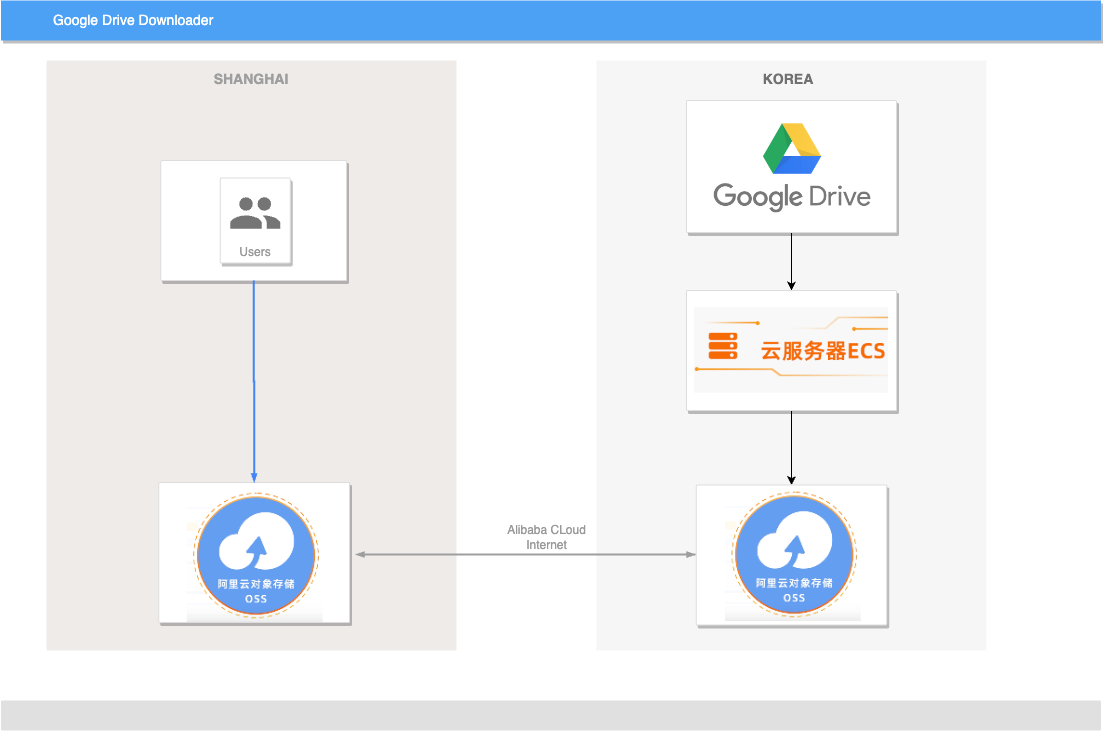 Google Drive Downloader
SHANGHAI
KOREA
Google Drive
Users
云服务器ECS
Alibaba CLoud
Internet
阿里云对象存储
OSS
阿里云对象存储
OSS